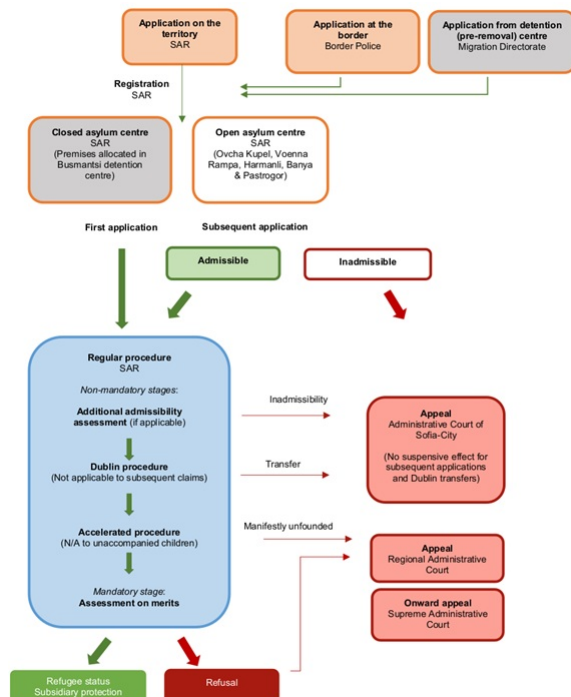 Application on the
territory
SAR
Application at the
border
Border Police
Application from detention
(pre-removal) centre
Migration Directorate
Registration
SAR
Closed asylum centre
SAR
(Premises allocated in
Busmantsi detention
centre)
Open asylum centre
SAR
(Ovcha Kupel, Voenna
Rampa, Harmanli, Banya
& Pastrogor)
First application
Subsequent application
Admissible
Inadmissible
Regular procedure
SAR
Non-mandatory stages:
Additional admissibility
assessment (if applicable)
Dublin procedure
(Not applicable to subsequent claims)
Accelerated procedure
(N/A to unaccompanied children)
Mandatory stage:
Assessment on merits
Inadmissibility
Transfer
Manifestly unfounded
Appeal
Administrative Court of
Sofia-City
(No suspensive effect for
subsequent applications
and Dublin transfers)
Appeal
Regional Administrative
Court
Onward appeal
Supreme Administrative
Court
Refugee status
Subsidiary protection
Refusal